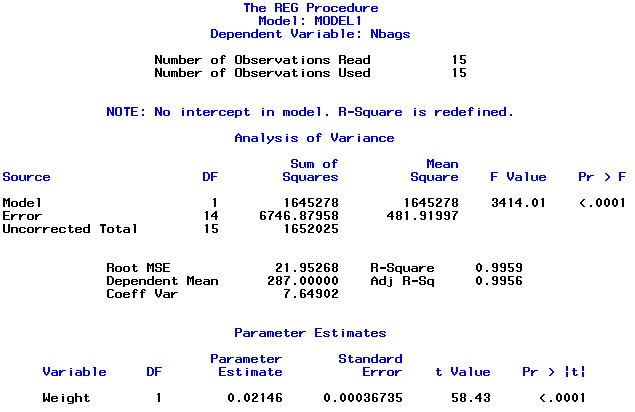 The REG Procedure
Model: MODEL1
Dependent Variable: Nbags
Number of Observations Read 15
Number of Observations Used 15
NOTE: No intercept in model. R-Square is redefined.
Analysis of Variance
Sum of Mean
Source DF Squares Square F Value Pr > F
Model 1 1645278 1645278 3414.01 <.0001
Error 14 6746.87958 481.91997
Uncorrected Total 15 1652025
Root MSE 21.95268 R-Square 0.9959
Dependent Mean 287.00000 Adj R-Sq 0.9956
Coeff Var 7.64902
Parameter Estimates
Parameter Standard
Variable DF Estimate Error t Value Pr > |t|
Weight 1 0.02146 0.00036735 58.43 <.0001